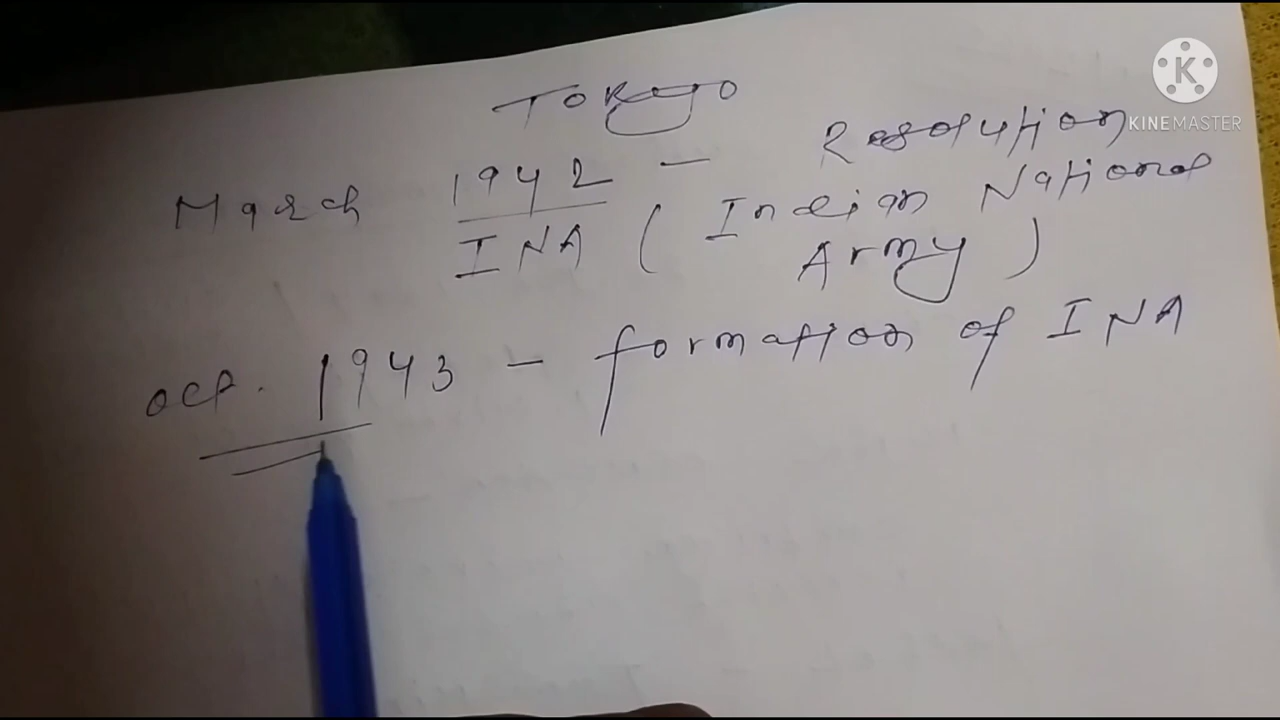 TOKYO
March 1942 - Resolution
INA ( Indian National
Army )
oct. 1943 - formation of INA
K
KINEMASTER